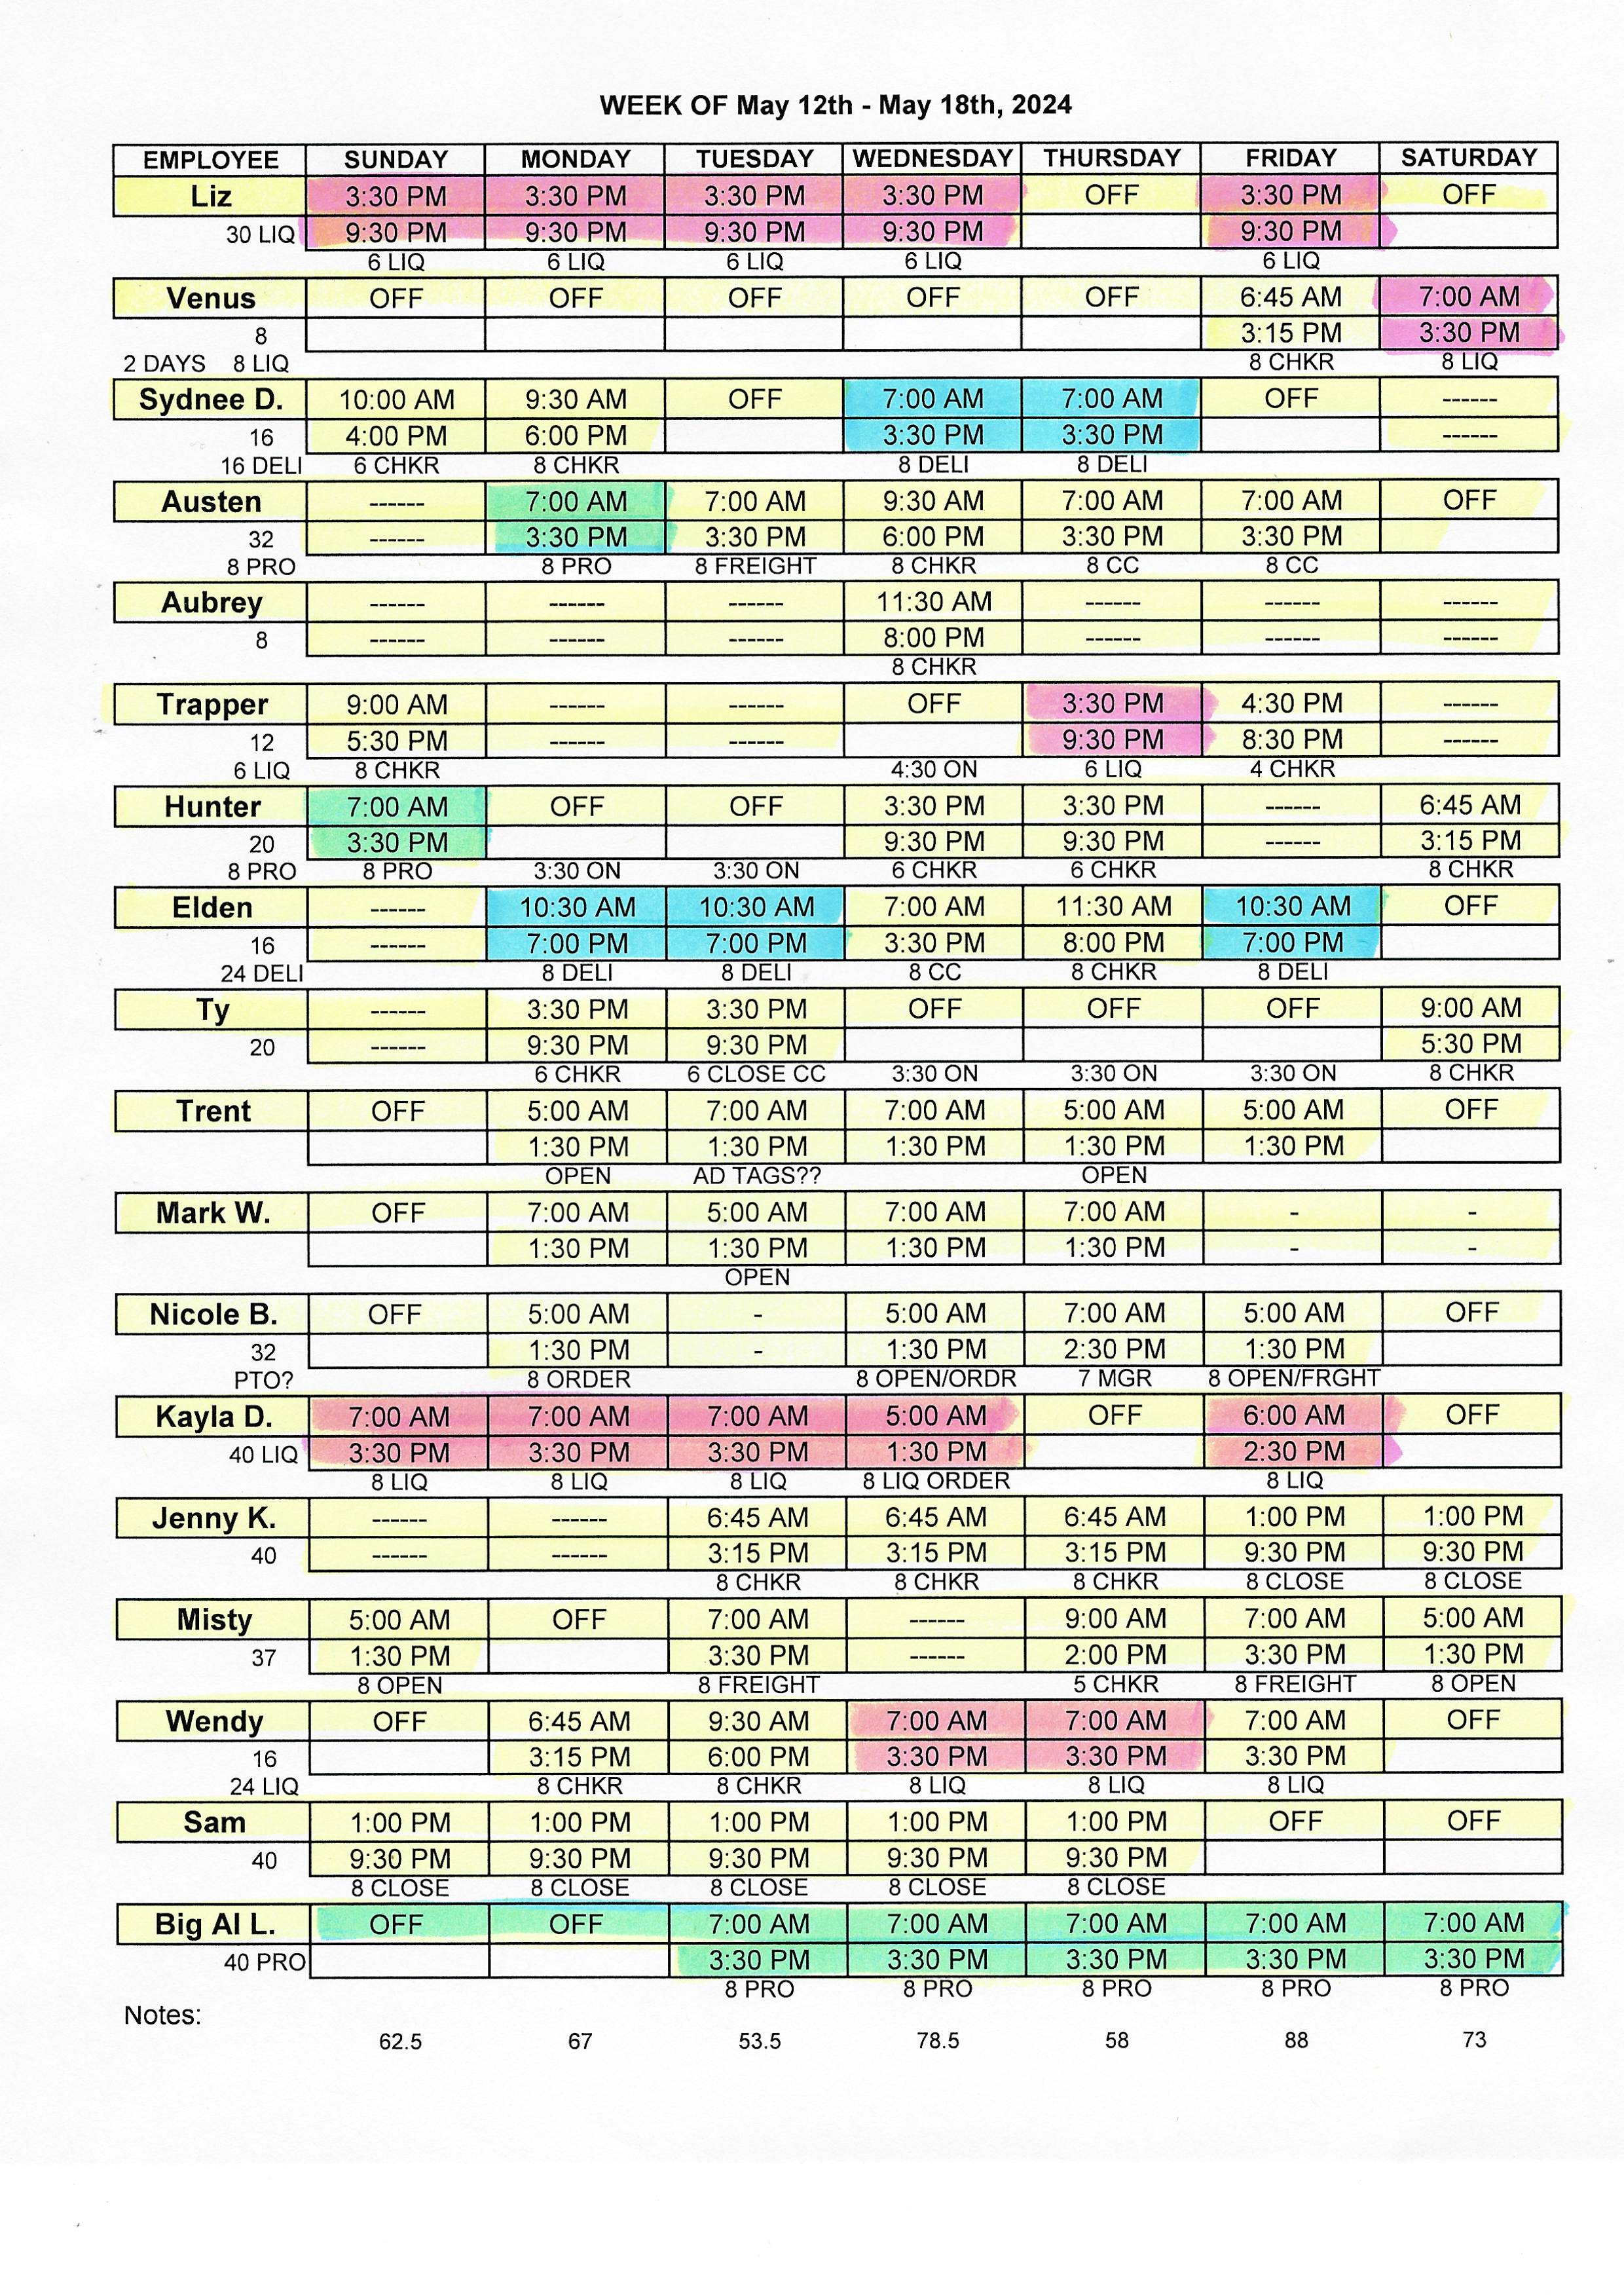 WEEK OF May 12th - May 18th, 2024
EMPLOYEE SUNDAY MONDAY TUESDAY WEDNESDAY THURSDAY FRIDAY SATURDAY
Liz 3:30 PM 3:30 PM 3:30 PM 3:30 PM OFF 3:30 PM OFF
30 LIQ 9:30 PM 9:30 PM 9:30 PM 9:30 PM 9:30 PM
6 LIQ 6 LIQ 6 LIQ 6 LIQ 6 LIQ
Venus OFF OFF OFF OFF OFF 6:45 AM 7:00 AM
8 3:15 PM 3:30 PM
2 DAYS 8 LIQ 8 CHKR 8 LIQ
Sydnee D. 10:00 AM 9:30 AM OFF 7:00 AM 7:00 AM OFF ------
16 4:00 PM 6:00 PM 3:30 PM 3:30 PM ------
16 DELI 6 CHKR 8 CHKR 8 DELI 8 DELI
Austen ------ 7:00 AM 7:00 AM 9:30 AM 7:00 AM 7:00 AM OFF
32 ------ 3:30 PM 3:30 PM 6:00 PM 3:30 PM 3:30 PM
8 PRO 8 PRO 8 FREIGHT 8 CHKR 8 CC 8 CC
Aubrey ------ ------ ------ 11:30 AM ------ ------ ------
8 ------ ------ ------ 8:00 PM ------ ------ ------
8 CHKR
Trapper 9:00 AM ------ ------ OFF 3:30 PM 4:30 PM ------
12 5:30 PM ------ ------ 9:30 PM 8:30 PM ------
6 LIQ 8 CHKR 4:30 ON 6 LIQ 4 CHKR
Hunter 7:00 AM OFF OFF 3:30 PM 3:30 PM ------ 6:45 AM
20 3:30 PM 9:30 PM 9:30 PM ------ 3:15 PM
8 PRO 8 PRO 3:30 ON 3:30 ON 6 CHKR 6 CHKR 8 CHKR
Elden ------ 10:30 AM 10:30 AM 7:00 AM 11:30 AM 10:30 AM OFF
16 ------ 7:00 PM 7:00 PM 3:30 PM 8:00 PM 7:00 PM
24 DELI 8 DELI 8 DELI 8 CC 8 CHKR 8 DELI
Ty ------ 3:30 PM 3:30 PM OFF OFF OFF 9:00 AM
20 ------ 9:30 PM 9:30 PM 5:30 PM
6 CHKR 6 CLOSE CC 3:30 ON 3:30 ON 3:30 ON 8 CHKR
Trent OFF 5:00 AM 7:00 AM 7:00 AM 5:00 AM 5:00 AM OFF
1:30 PM 1:30 PM 1:30 PM 1:30 PM 1:30 PM
OPEN AD TAGS?? OPEN
Mark W. OFF 7:00 AM 5:00 AM 7:00 AM 7:00 AM - -
1:30 PM 1:30 PM 1:30 PM 1:30 PM - -
OPEN
Nicole B. OFF 5:00 AM - 5:00 AM 7:00 AM 5:00 AM OFF
32 1:30 PM - 1:30 PM 2:30 PM 1:30 PM
PTO? 8 ORDER 8 OPEN/ORDR 7 MGR 8 OPEN/FRGHT
Kayla D. 7:00 AM 7:00 AM 7:00 AM 5:00 AM OFF 6:00 AM OFF
40 LIQ 3:30 PM 3:30 PM 3:30 PM 1:30 PM 2:30 PM
8 LIQ 8 LIQ 8 LIQ 8 LIQ ORDER 8 LIQ
Jenny K. ------ ------ 6:45 AM 6:45 AM 6:45 AM 1:00 PM 1:00 PM
40 ------ ------ 3:15 PM 3:15 PM 3:15 PM 9:30 PM 9:30 PM
8 CHKR 8 CHKR 8 CHKR 8 CLOSE 8 CLOSE
Misty 5:00 AM OFF 7:00 AM ------ 9:00 AM 7:00 AM 5:00 AM
37 1:30 PM 3:30 PM ------ 2:00 PM 3:30 PM 1:30 PM
8 OPEN 8 FREIGHT 5 CHKR 8 FREIGHT 8 OPEN
Wendy OFF 6:45 AM 9:30 AM 7:00 AM 7:00 AM 7:00 AM OFF
16 3:15 PM 6:00 PM 3:30 PM 3:30 PM 3:30 PM
24 LIQ 8 CHKR 8 CHKR 8 LIQ 8 LIQ 8 LIQ
Sam 1:00 PM 1:00 PM 1:00 PM 1:00 PM 1:00 PM OFF OFF
40 9:30 PM 9:30 PM 9:30 PM 9:30 PM 9:30 PM
8 CLOSE 8 CLOSE 8 CLOSE 8 CLOSE 8 CLOSE
Big Al L. OFF OFF 7:00 AM 7:00 AM 7:00 AM 7:00 AM 7:00 AM
40 PRO 3:30 PM 3:30 PM 3:30 PM 3:30 PM 3:30 PM
8 PRO 8 PRO 8 PRO 8 PRO 8 PRO
Notes:
62.5 67 53.5 78.5 58 88 73